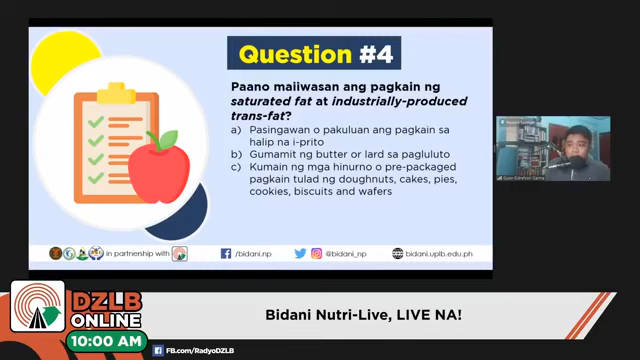 Question #4
Paano maiiwasan ang pagkain ng
saturated fat at industrially-produced
trans-fat?
a) Pasingawan o pakuluan ang pagkain sa
halip na i-prito
b) Gumamit ng butter or lard sa pagluluto
c) Kumain ng mga hinurno o pre-packaged
pagkain tulad ng doughnuts, cakes, pies,
cookies, biscuits and wafers
in partnership with
/bidani.np
@bidani_np
bidani.uplb.edu.ph
DZLB
ONLINE
10:00 AM
Bidani Nutri-Live, LIVE NA!
FB.com/RadyoDZLB